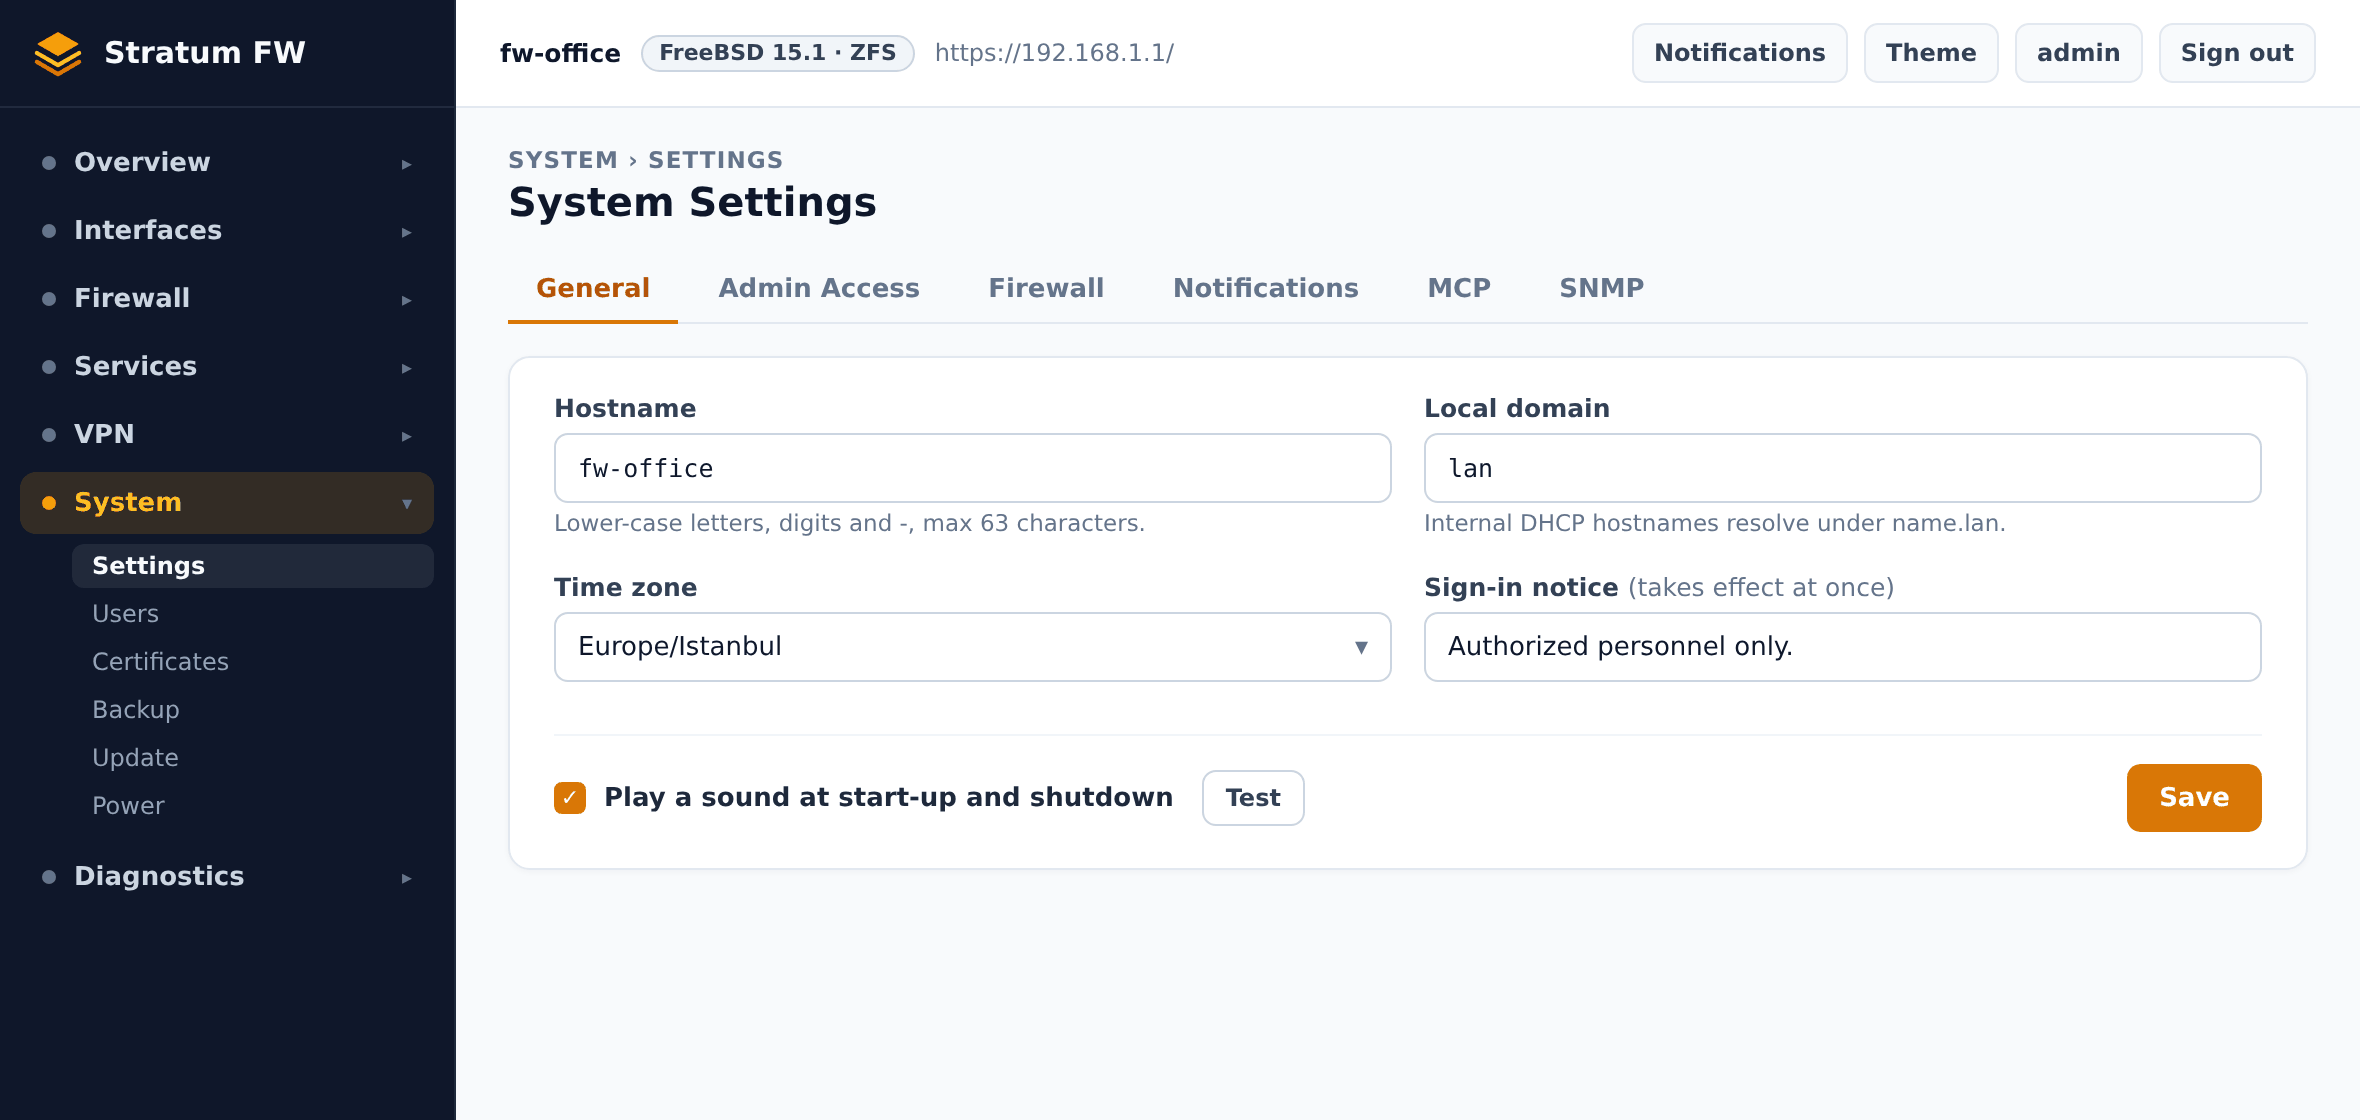 Stratum FW
fw-office
FreeBSD 15.1 · ZFS
https://192.168.1.1/
Notifications
Theme
admin
Sign out
Overview
Interfaces
Firewall
Services
VPN
System
Settings
Users
Certificates
Backup
Update
Power
Diagnostics
SYSTEM › SETTINGS
System Settings
General
Admin Access
Firewall
Notifications
MCP
SNMP
Hostname
fw-office
Lower-case letters, digits and -, max 63 characters.
Local domain
lan
Internal DHCP hostnames resolve under name.lan.
Time zone
Europe/Istanbul
Sign-in notice (takes effect at once)
Authorized personnel only.
Play a sound at start-up and shutdown
Test
Save